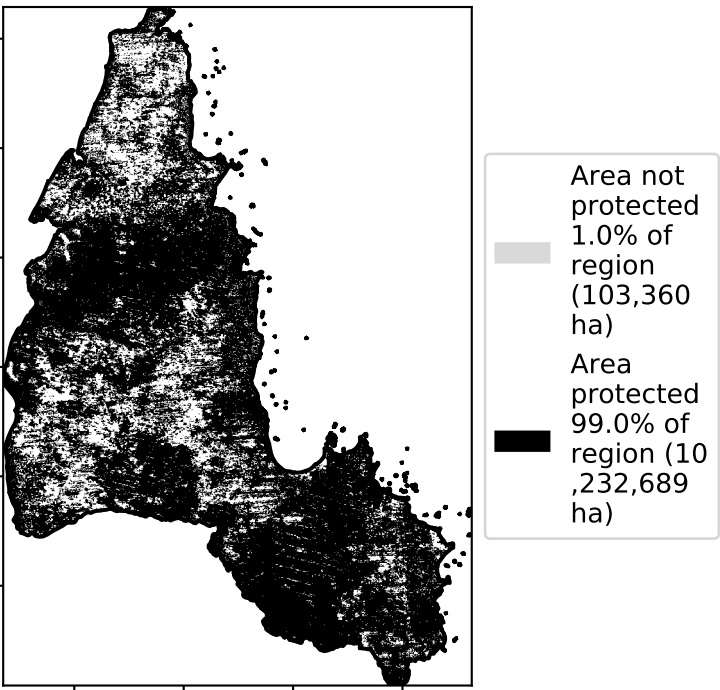 Area not
protected
1.0% of
region
(103,360
ha)
Area
protected
99.0% of
region (10
,232,689
ha)